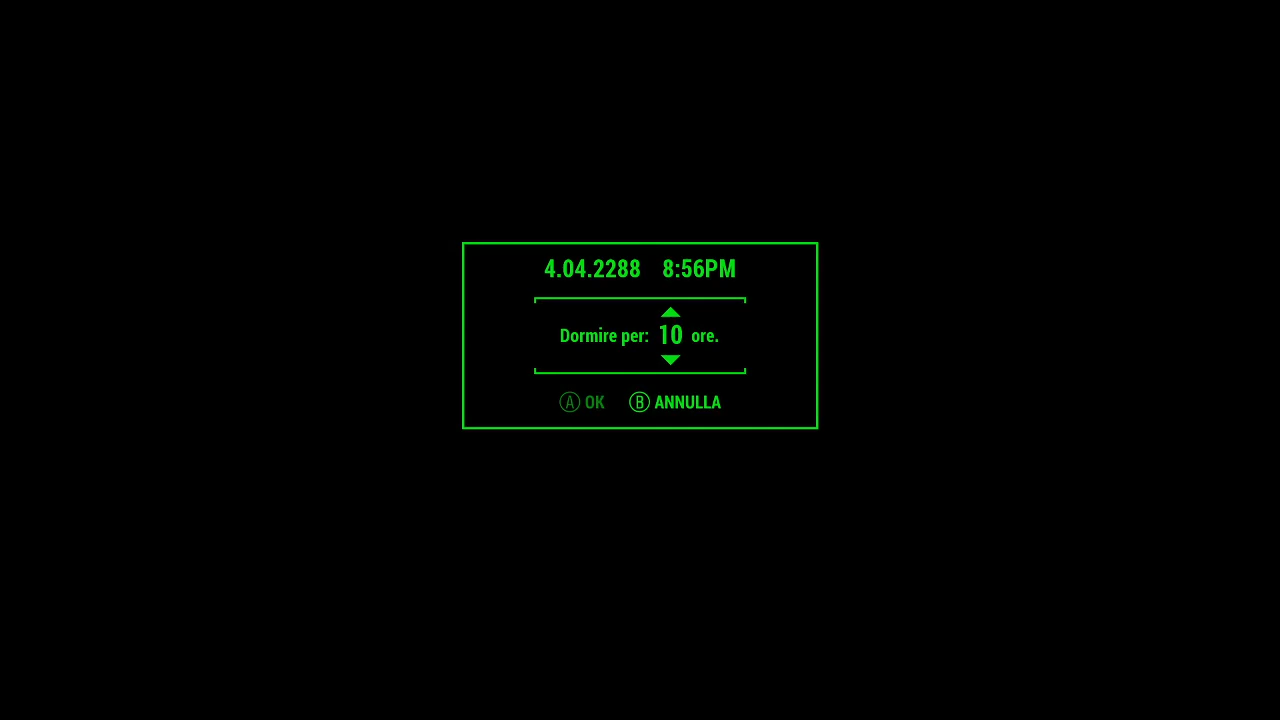 4.04.2288 8:56PM
Dormire per: 10 ore.
Ⓐ OK Ⓑ ANNULLA